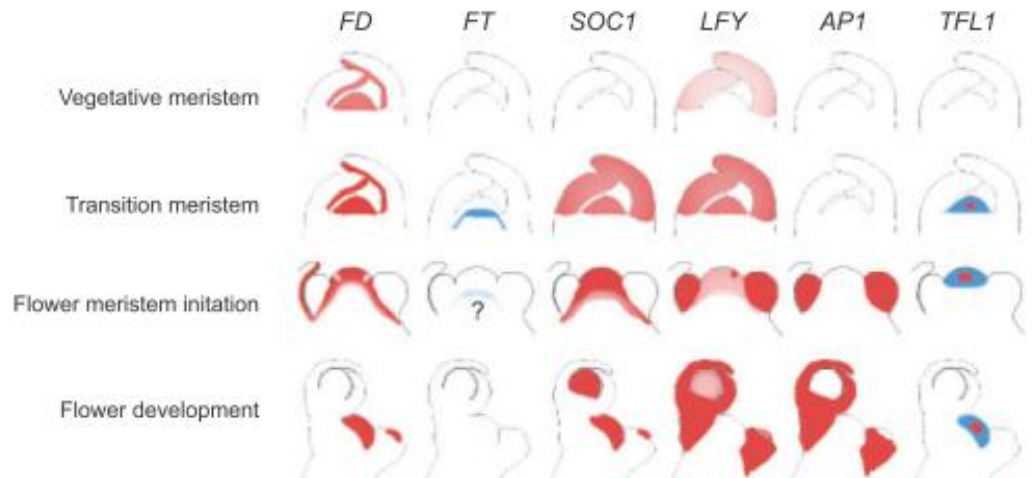 FD FT SOC1 LFY AP1 TFL1
Vegetative meristem
Transition meristem
Flower meristem initation
?
Flower development